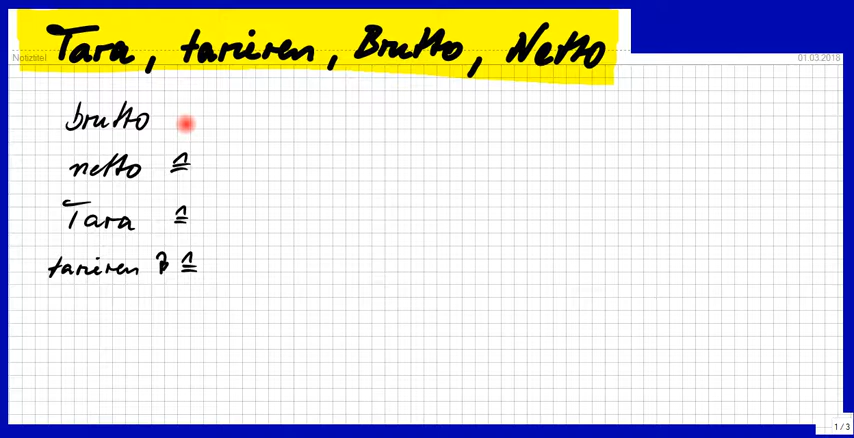 Tara, tarieren, Brutto, Netto
Notiztitel 01.03.2018
brutto
netto ≙
Tara ≙
tarieren ≙
1 / 3